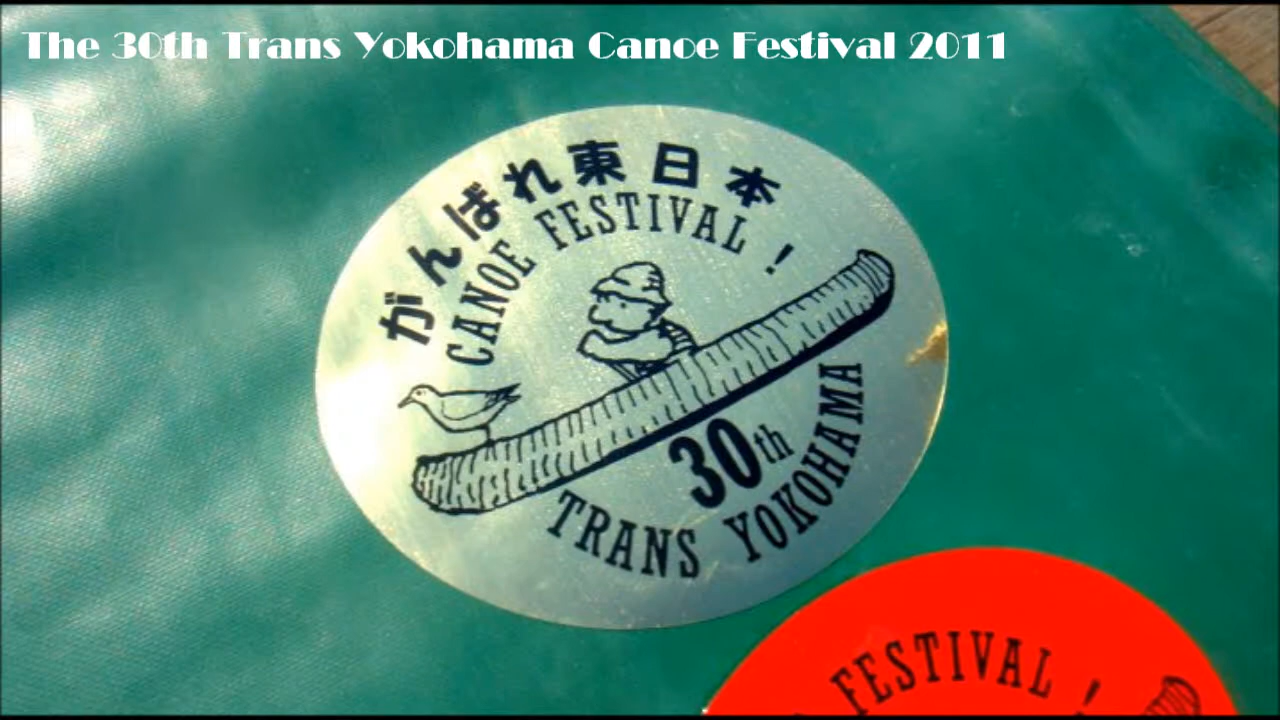 The 30th Trans Yokohama Canoe Festival 2011
がんばれ東日本
CANOE FESTIVAL !
30th
TRANS YOKOHAMA
FESTIVAL !